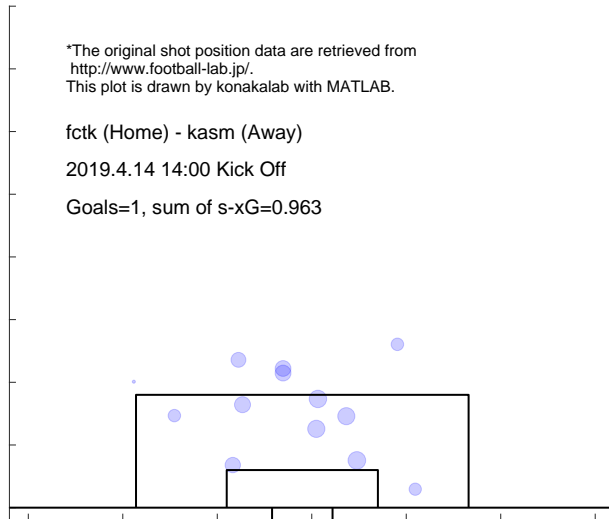 *The original shot position data are retrieved from
http://www.football-lab.jp/.
This plot is drawn by konakalab with MATLAB.
fctk (Home) - kasm (Away)
2019.4.14 14:00 Kick Off
Goals=1, sum of s-xG=0.963